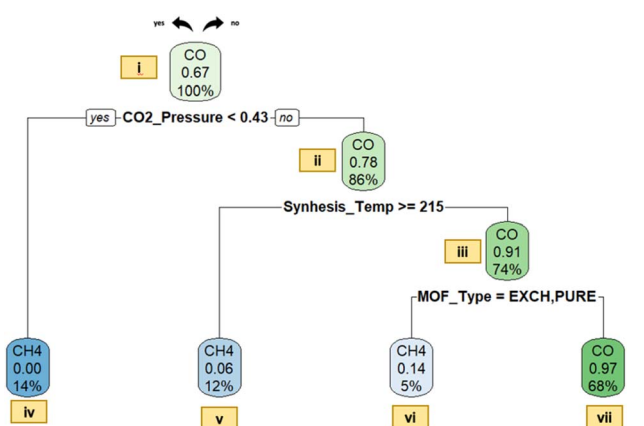 yes no
i
CO
0.67
100%
yes CO2_Pressure < 0.43 no
ii
CO
0.78
86%
Synhesis_Temp >= 215
iii
CO
0.91
74%
MOF_Type = EXCH,PURE
CH4
0.00
14%
iv
CH4
0.06
12%
v
CH4
0.14
5%
vi
CO
0.97
68%
vii